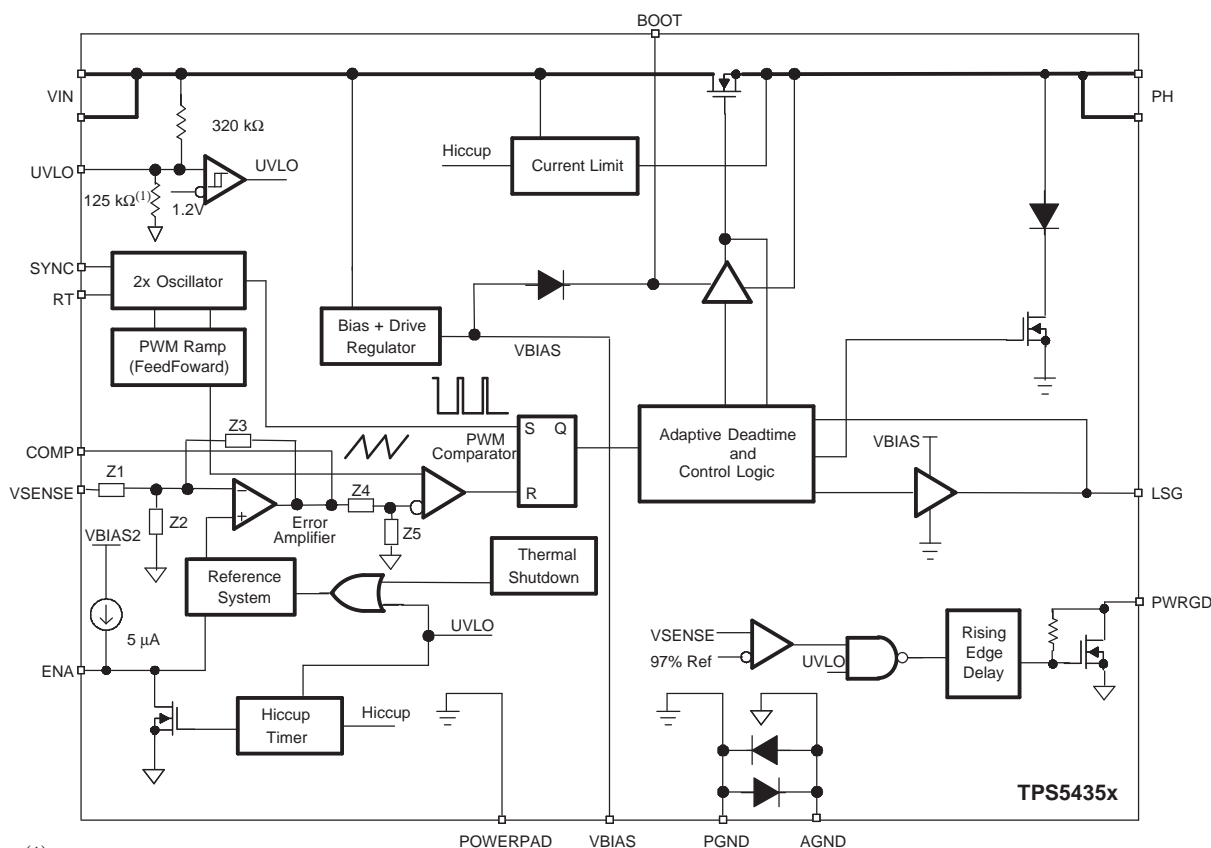 BOOT
VIN
PH
320 kΩ
Hiccup
Current Limit
UVLO
UVLO
125 kΩ(1)
1.2V
SYNC
2x Oscillator
RT
Bias + Drive
Regulator
VBIAS
PWM Ramp
(FeedFoward)
Z3
PWM
Comparator
S Q
R
Adaptive Deadtime
and
Control Logic
VBIAS
COMP
Z1
VSENSE
Z4
LSG
Z2
Error
Amplifier
Z5
VBIAS2
Thermal
Shutdown
Reference
System
5 μA
UVLO
PWRGD
VSENSE
97% Ref
UVLO
Rising
Edge
Delay
ENA
Hiccup
Timer
Hiccup
TPS5435x
POWERPAD
VBIAS
PGND
AGND
(1)